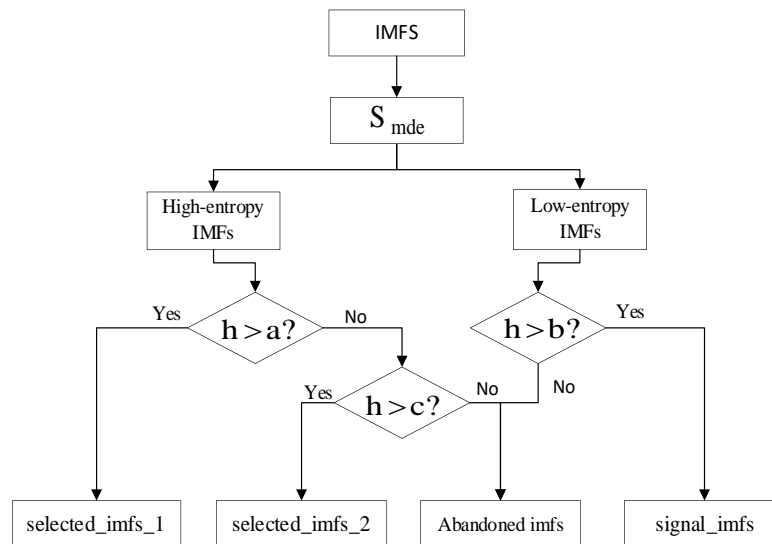 IMFS
S mde
High-entropy
IMFs
Low-entropy
IMFs
Yes
h>a?
No
h>b?
Yes
Yes
h>c?
No
No
selected_imfs_1
selected_imfs_2
Abandoned imfs
signal_imfs